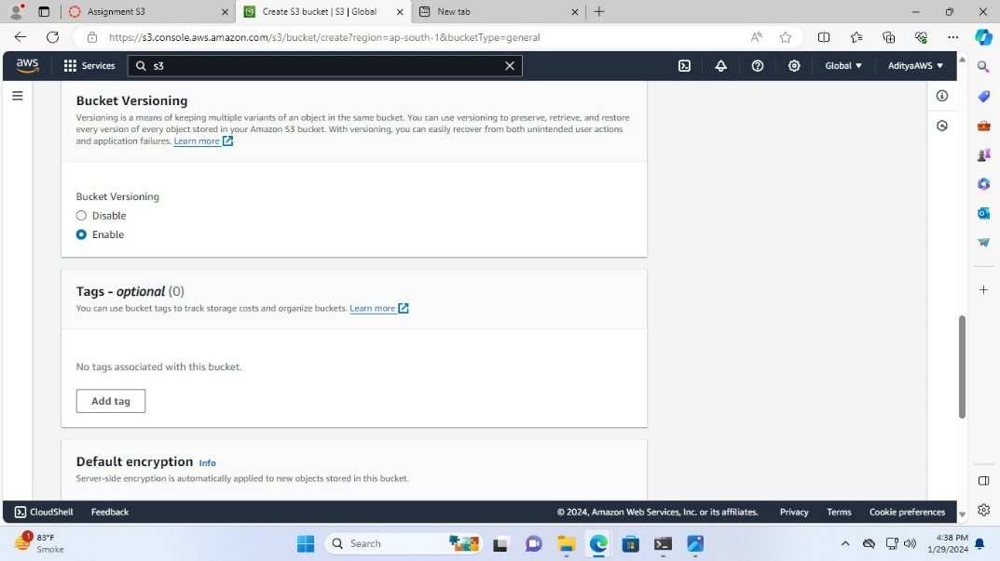 Assignment S3
Create S3 bucket | S3 | Global
New tab
https://s3.console.aws.amazon.com/s3/bucket/create?region=ap-south-1&bucketType=general
aws
Services
s3
Global
AdityaAWS
Bucket Versioning
Versioning is a means of keeping multiple variants of an object in the same bucket. You can use versioning to preserve, retrieve, and restore
every version of every object stored in your Amazon S3 bucket. With versioning, you can easily recover from both unintended user actions
and application failures. Learn more
Bucket Versioning
Disable
Enable
Tags - optional (0)
You can use bucket tags to track storage costs and organize buckets. Learn more
No tags associated with this bucket.
Add tag
Default encryption Info
Server-side encryption is automatically applied to new objects stored in this bucket.
CloudShell
Feedback
© 2024, Amazon Web Services, Inc. or its affiliates.
Privacy
Terms
Cookie preferences
1
83°F
Smoke
Search
4:38 PM
1/29/2024